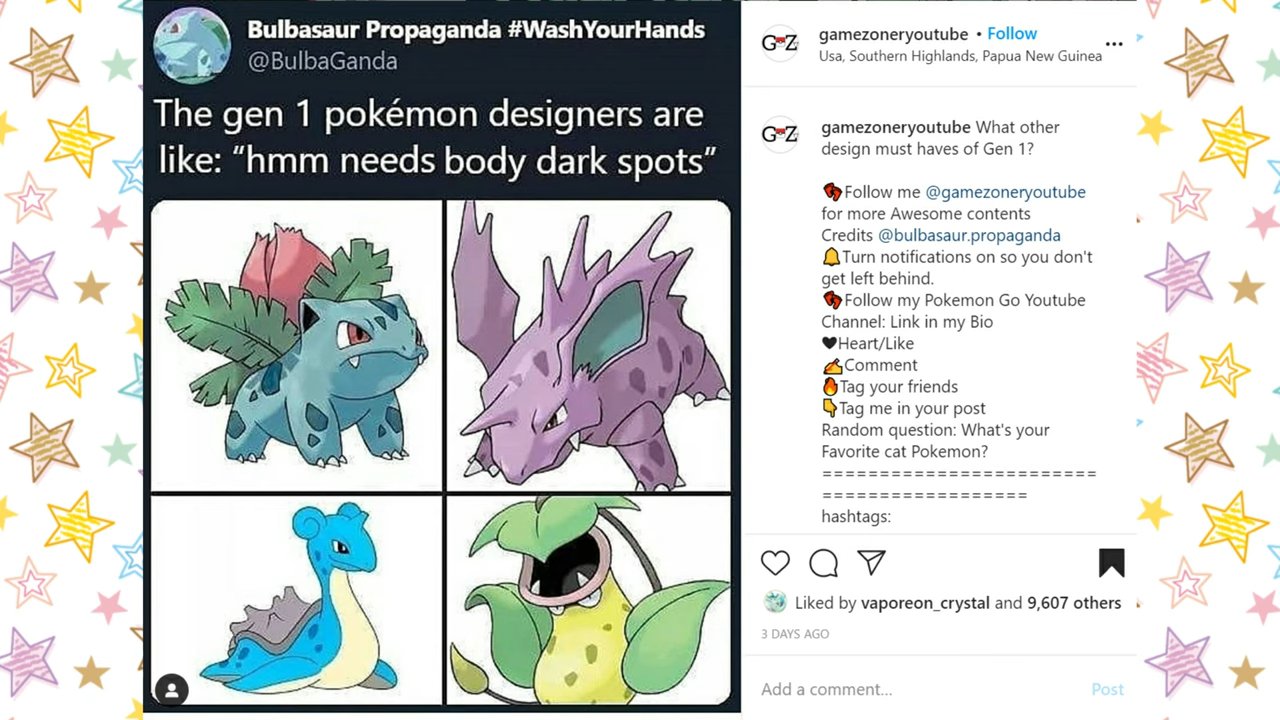 Bulbasaur Propaganda #WashYourHands
@BulbaGanda
The gen 1 pokémon designers are
like: “hmm needs body dark spots”
GZ
gamezoneryoutube • Follow
Usa, Southern Highlands, Papua New Guinea
GZ
gamezoneryoutube What other
design must haves of Gen 1?
👣Follow me @gamezoneryoutube
for more Awesome contents
Credits @bulbasaur.propaganda
🔔Turn notifications on so you don't
get left behind.
👣Follow my Pokemon Go Youtube
Channel: Link in my Bio
🖤Heart/Like
✍Comment
🔥Tag your friends
👇Tag me in your post
Random question: What's your
Favorite cat Pokemon?
========================
==================
hashtags:
Liked by vaporeon_crystal and 9,607 others
3 DAYS AGO
Add a comment...
Post